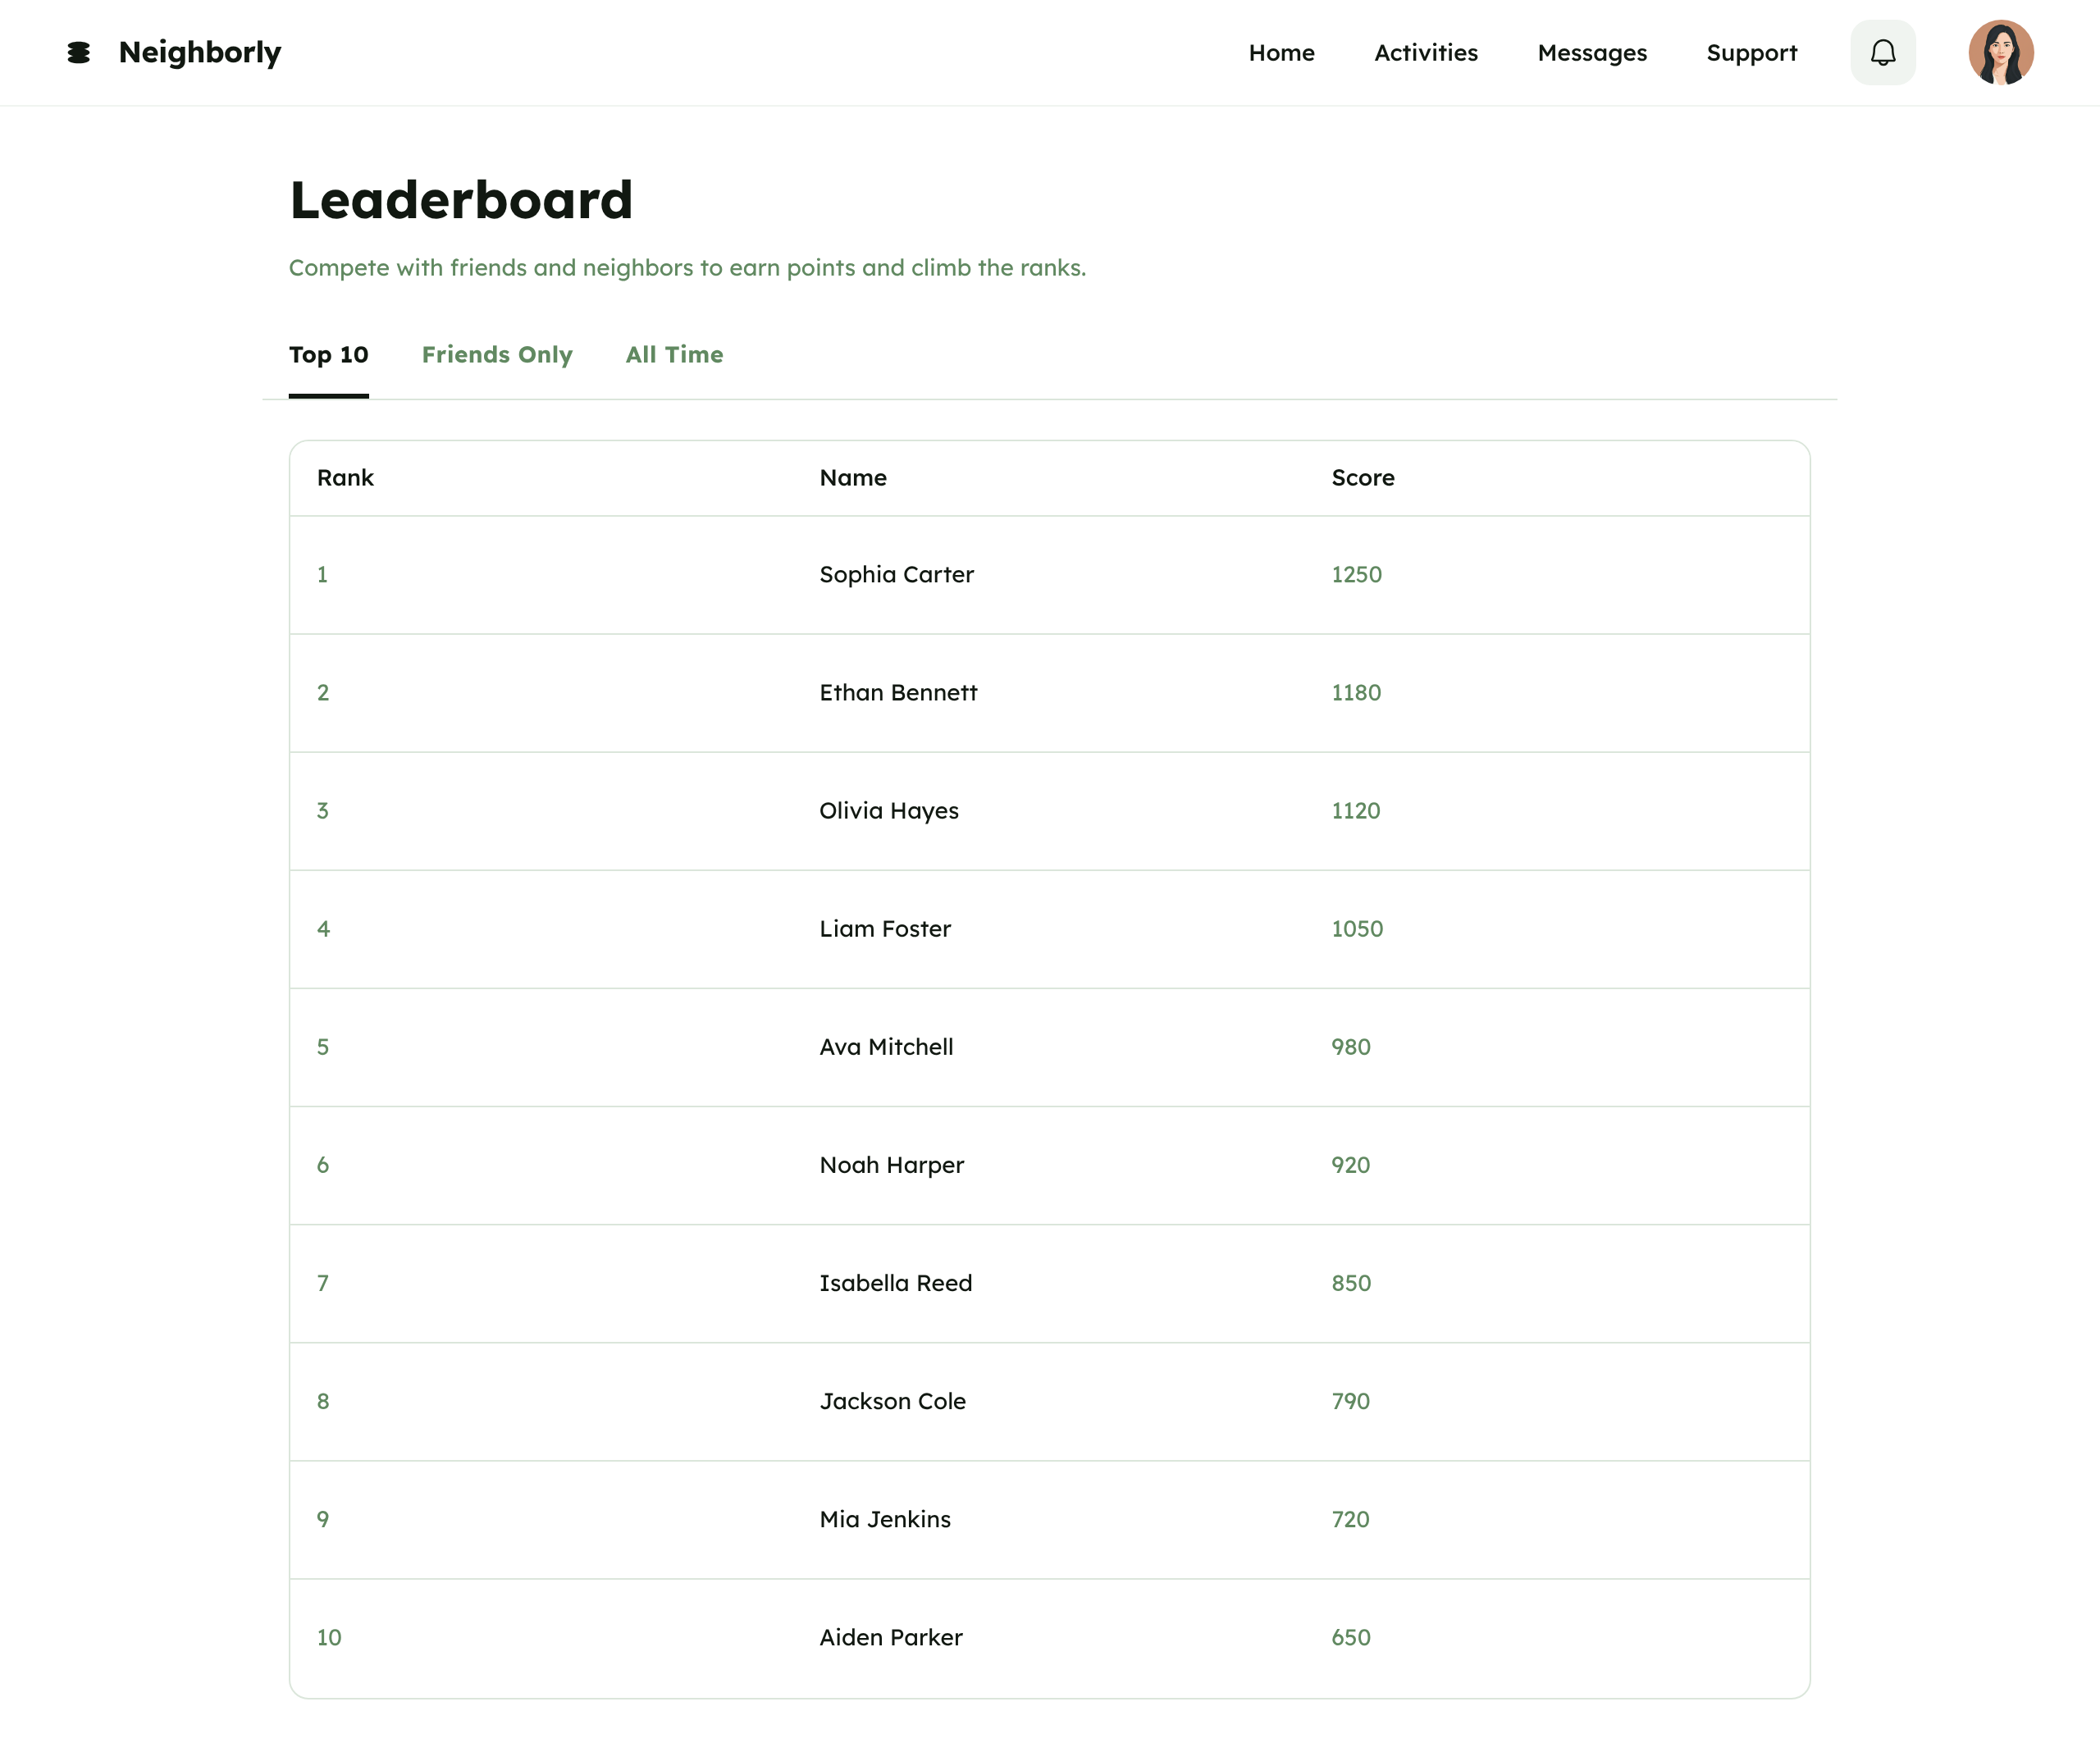 Neighborly
Home Activities Messages Support
Leaderboard
Compete with friends and neighbors to earn points and climb the ranks.
Top 10 Friends Only All Time
Rank Name Score
1 Sophia Carter 1250
2 Ethan Bennett 1180
3 Olivia Hayes 1120
4 Liam Foster 1050
5 Ava Mitchell 980
6 Noah Harper 920
7 Isabella Reed 850
8 Jackson Cole 790
9 Mia Jenkins 720
10 Aiden Parker 650